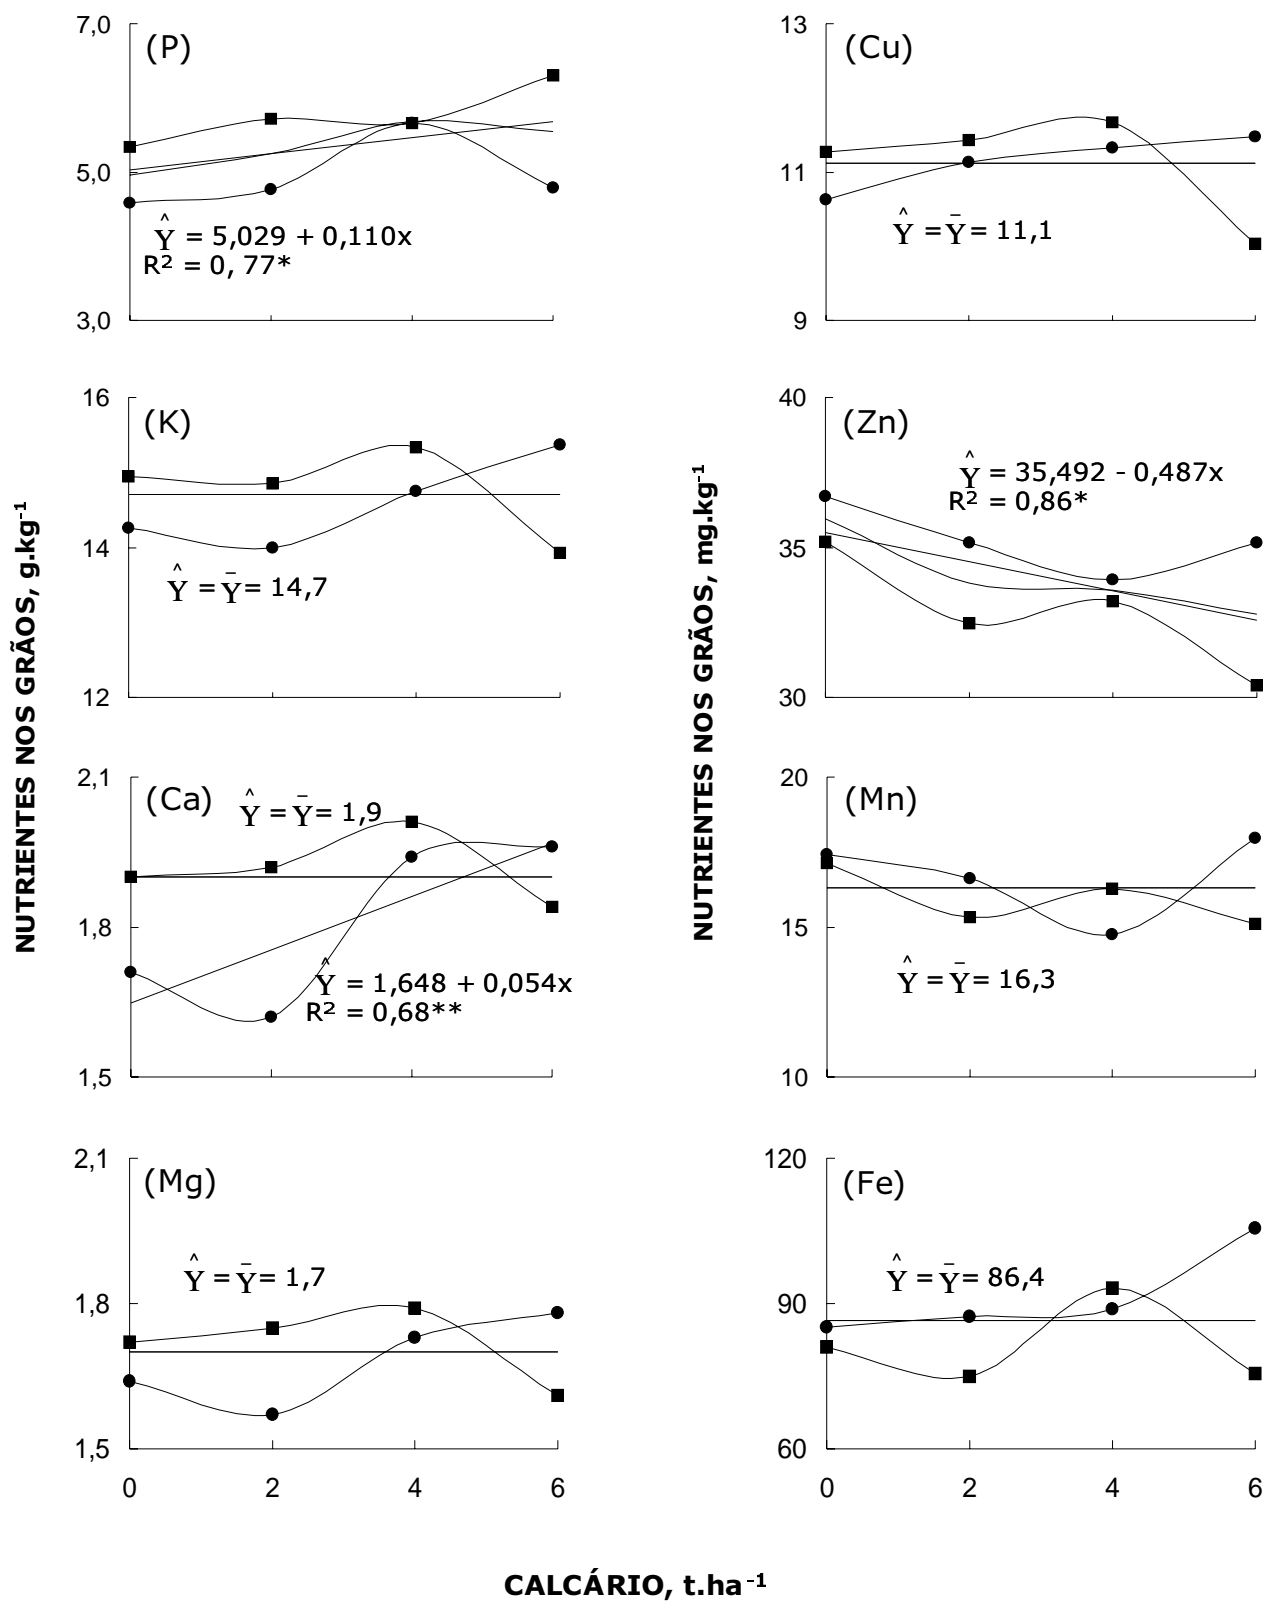 NUTRIENTES NOS GRÃOS, g.kg⁻¹
7,0
5,0
3,0
(P)
Ŷ = 5,029 + 0,110x
R² = 0, 77*
16
14
12
(K)
Ŷ = Ȳ = 14,7
2,1
1,8
1,5
(Ca)
Ŷ = Ȳ = 1,9
Ŷ = 1,648 + 0,054x
R² = 0,68**
2,1
1,8
1,5
(Mg)
Ŷ = Ȳ = 1,7
0 2 4 6
NUTRIENTES NOS GRÃOS, mg.kg⁻¹
13
11
9
(Cu)
Ŷ = Ȳ = 11,1
40
35
30
(Zn)
Ŷ = 35,492 - 0,487x
R² = 0,86*
20
15
10
(Mn)
Ŷ = Ȳ = 16,3
120
90
60
(Fe)
Ŷ = Ȳ = 86,4
0 2 4 6
CALCÁRIO, t.ha⁻¹